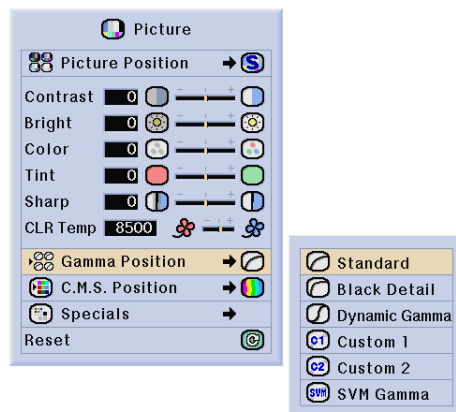 Picture
Picture Position S
Contrast 0 - +
Bright 0 - +
Color 0 - +
Tint 0 - +
Sharp 0 - +
CLR Temp 8500 - +
Gamma Position
C.M.S. Position
Specials
Reset
Standard
Black Detail
Dynamic Gamma
C1 Custom 1
C2 Custom 2
SVM SVM Gamma